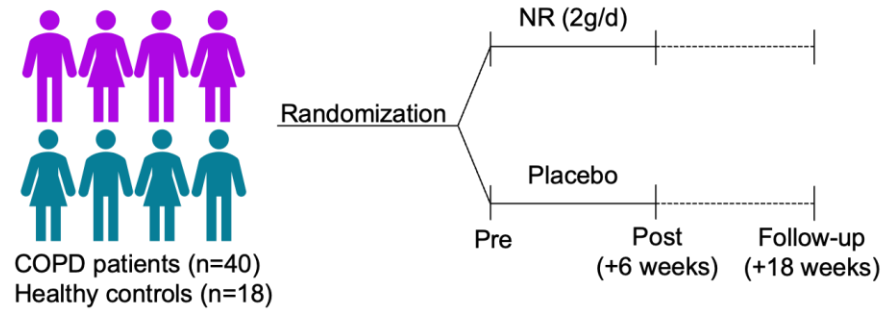 NR (2g/d)
Randomization
Placebo
Pre
Post
(+6 weeks)
Follow-up
(+18 weeks)
COPD patients (n=40)
Healthy controls (n=18)